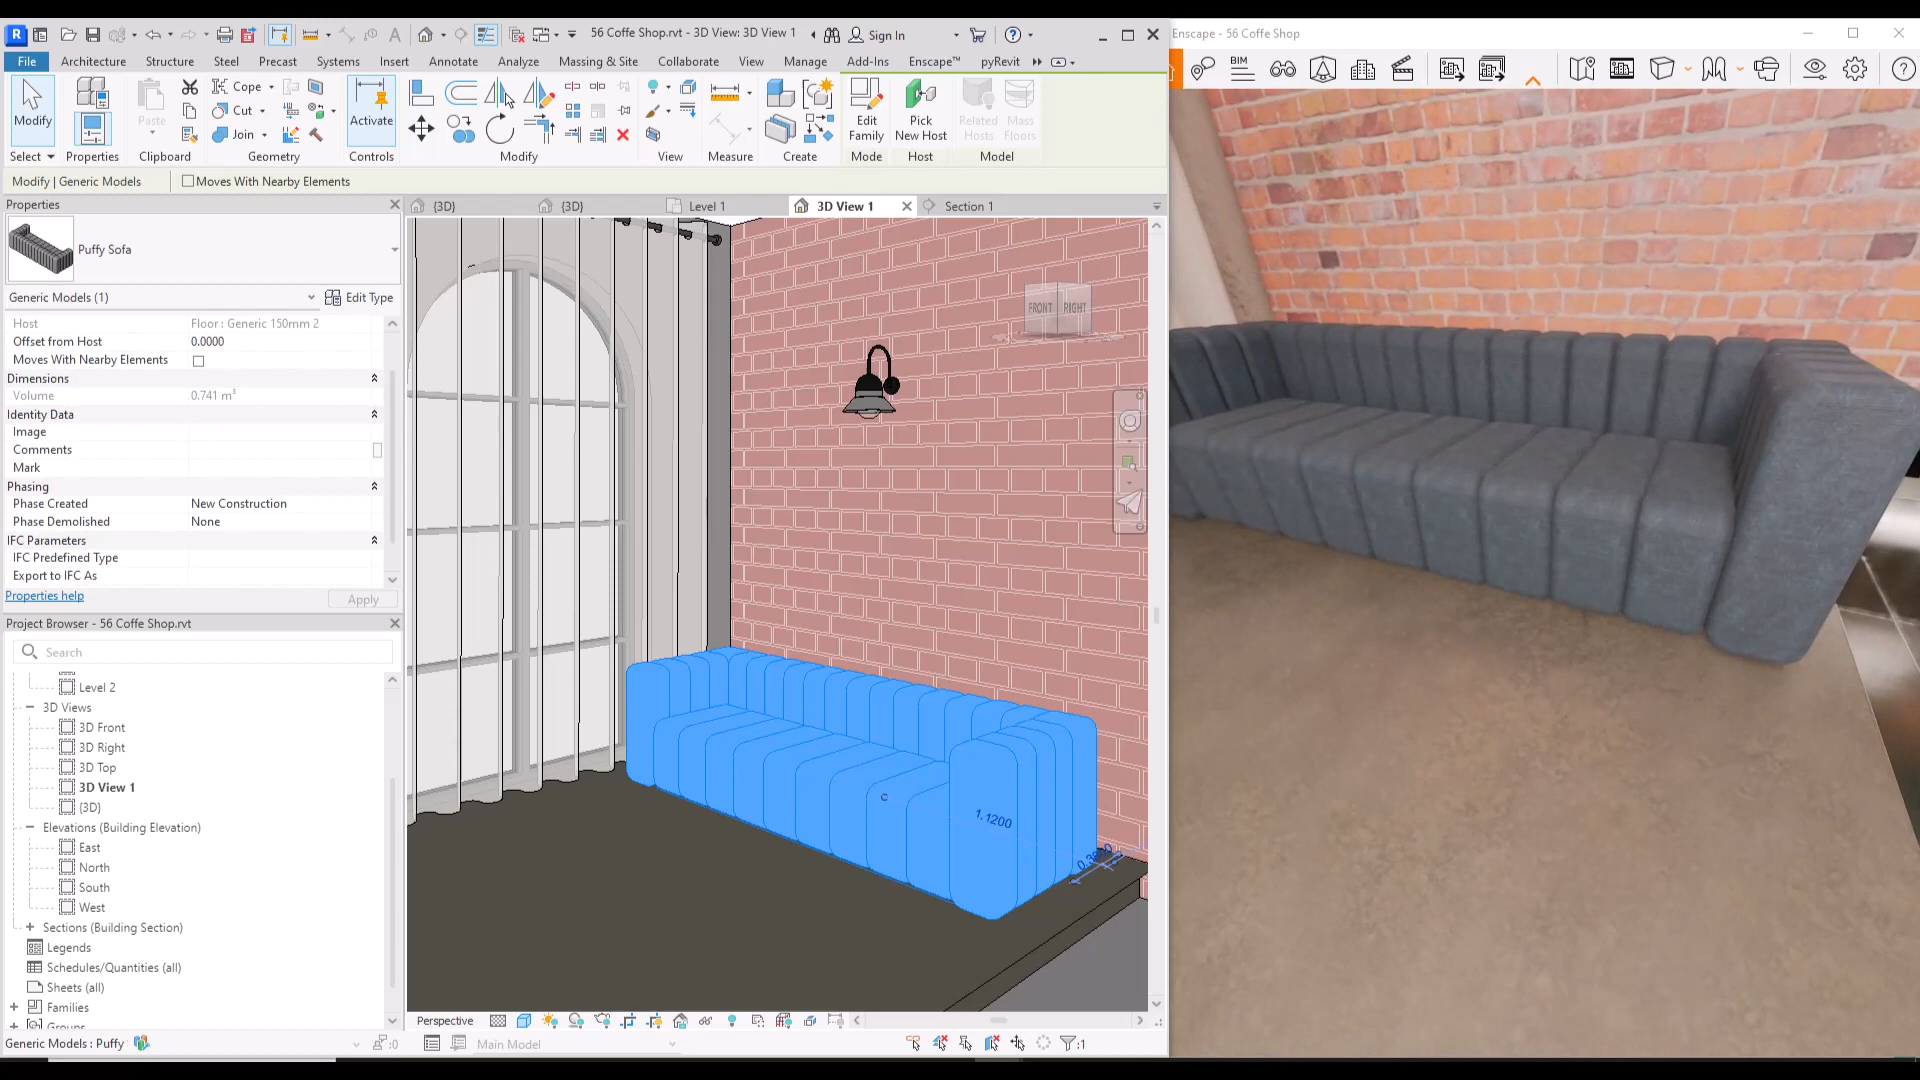 56 Coffe Shop.rvt - 3D View: 3D View 1
Sign In
Enscape - 56 Coffe Shop
File
Architecture
Structure
Steel
Precast
Systems
Insert
Annotate
Analyze
Massing & Site
Collaborate
View
Manage
Add-Ins
Enscape™
pyRevit
Modify
Paste
Cope
Cut
Join
Activate
Edit Family
Pick New Host
Related Hosts
Mass Floors
BIM
Select
Properties
Clipboard
Geometry
Controls
Modify
View
Measure
Create
Mode
Host
Model
Modify | Generic Models
Moves With Nearby Elements
Properties
{3D}
{3D}
Level 1
3D View 1
Section 1
Puffy Sofa
Generic Models (1)
Edit Type
Host
Floor : Generic 150mm 2
Offset from Host
0.0000
Moves With Nearby Elements
Dimensions
Volume
0.741 m³
Identity Data
Image
Comments
Mark
Phasing
Phase Created
New Construction
Phase Demolished
None
IFC Parameters
IFC Predefined Type
Export to IFC As
Properties help
Apply
FRONT
RIGHT
1.1200
Project Browser - 56 Coffe Shop.rvt
Search
Level 2
3D Views
3D Front
3D Right
3D Top
3D View 1
{3D}
Elevations (Building Elevation)
East
North
South
West
Sections (Building Section)
Legends
Schedules/Quantities (all)
Sheets (all)
Families
Groups
Perspective
Generic Models : Puffy
:0
Main Model
:1